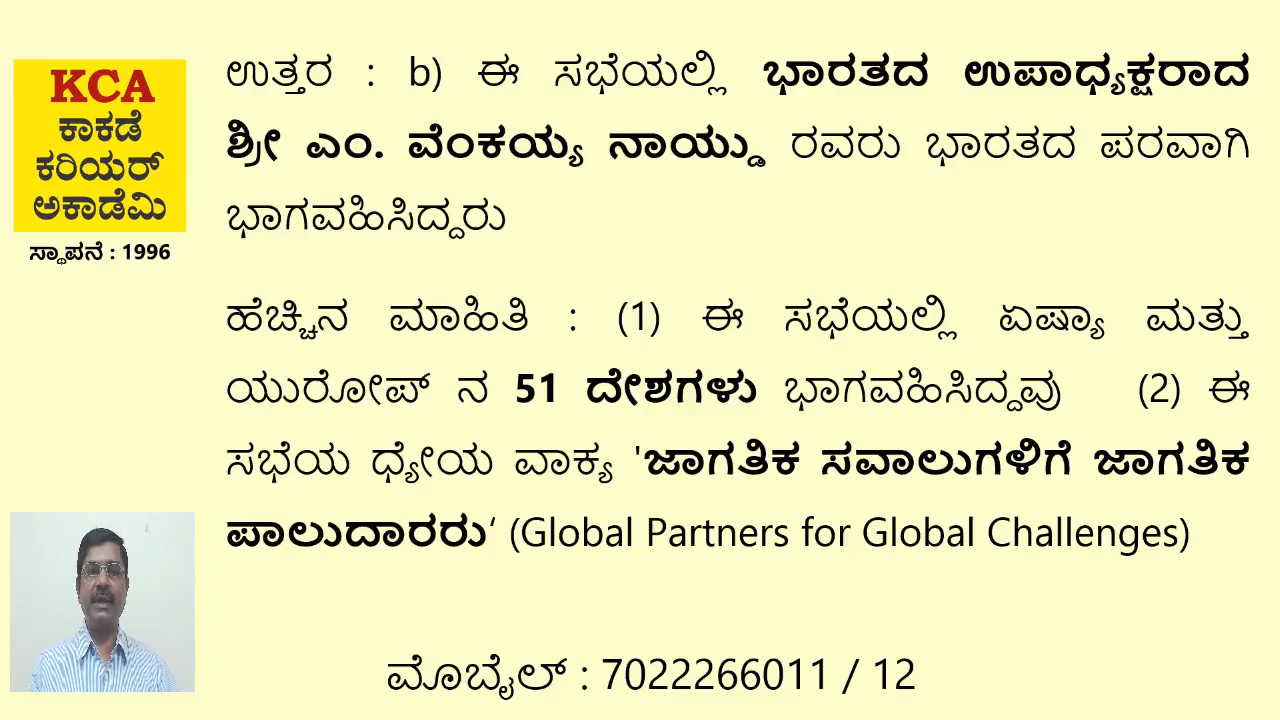 KCA
ಕಾಕಡೆ
ಕರಿಯರ್
ಅಕಾಡೆಮಿ
ಸ್ಥಾಪನೆ : 1996
ಉತ್ತರ : b) ಈ ಸಭೆಯಲ್ಲಿ ಭಾರತದ ಉಪಾಧ್ಯಕ್ಷರಾದ
ಶ್ರೀ ಎಂ. ವೆಂಕಯ್ಯ ನಾಯ್ಡು ರವರು ಭಾರತದ ಪರವಾಗಿ
ಭಾಗವಹಿಸಿದ್ದರು
ಹೆಚ್ಚಿನ ಮಾಹಿತಿ : (1) ಈ ಸಭೆಯಲ್ಲಿ ಏಷ್ಯಾ ಮತ್ತು
ಯುರೋಪ್ ನ 51 ದೇಶಗಳು ಭಾಗವಹಿಸಿದ್ದವು (2) ಈ
ಸಭೆಯ ಧ್ಯೇಯ ವಾಕ್ಯ 'ಜಾಗತಿಕ ಸವಾಲುಗಳಿಗೆ ಜಾಗತಿಕ
ಪಾಲುದಾರರು‘ (Global Partners for Global Challenges)
ಮೊಬೈಲ್ : 7022266011 / 12